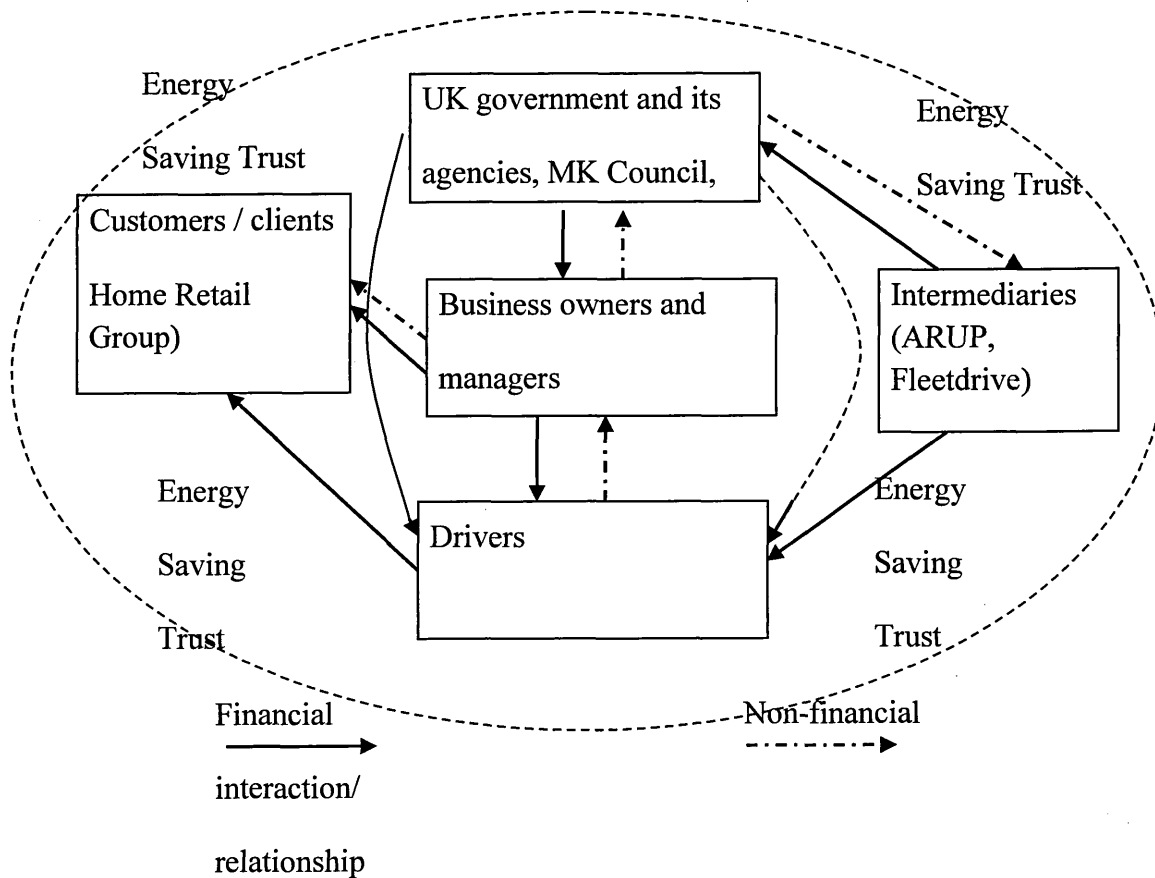 Energy
Saving Trust
UK government and its
agencies, MK Council,
Energy
Saving Trust
Customers / clients
Home Retail
Group)
Business owners and
managers
Intermediaries
(ARUP,
Fleetdrive)
Drivers
Energy
Saving
Trust
Energy
Saving
Trust
Financial
interaction/
relationship
Non-financial